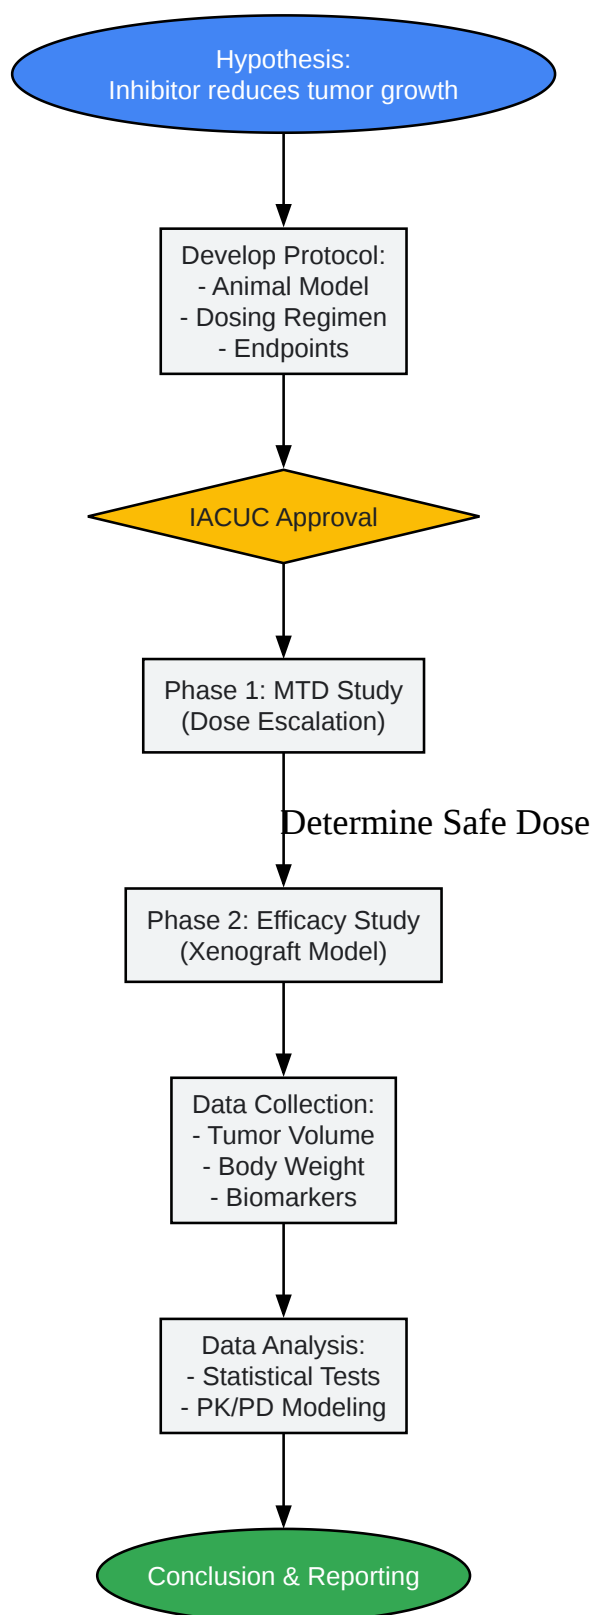 Hypothesis:
Inhibitor reduces tumor growth
Develop Protocol:
- Animal Model
- Dosing Regimen
- Endpoints
IACUC Approval
Phase 1: MTD Study
(Dose Escalation)
Determine Safe Dose
Phase 2: Efficacy Study
(Xenograft Model)
Data Collection:
- Tumor Volume
- Body Weight
- Biomarkers
Data Analysis:
- Statistical Tests
- PK/PD Modeling
Conclusion & Reporting